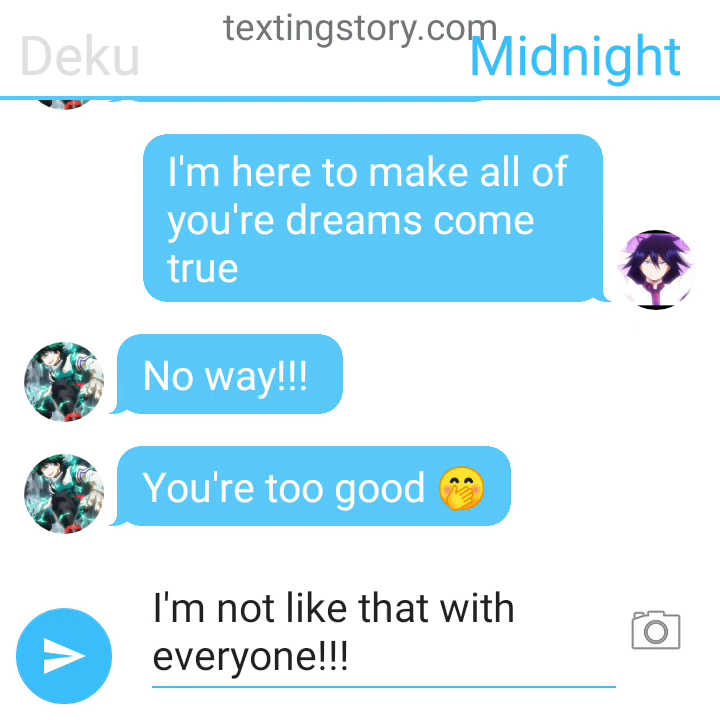 textingstory.com
Deku
Midnight
I'm here to make all of
you're dreams come
true
No way!!!
You're too good 🤭
I'm not like that with
everyone!!!